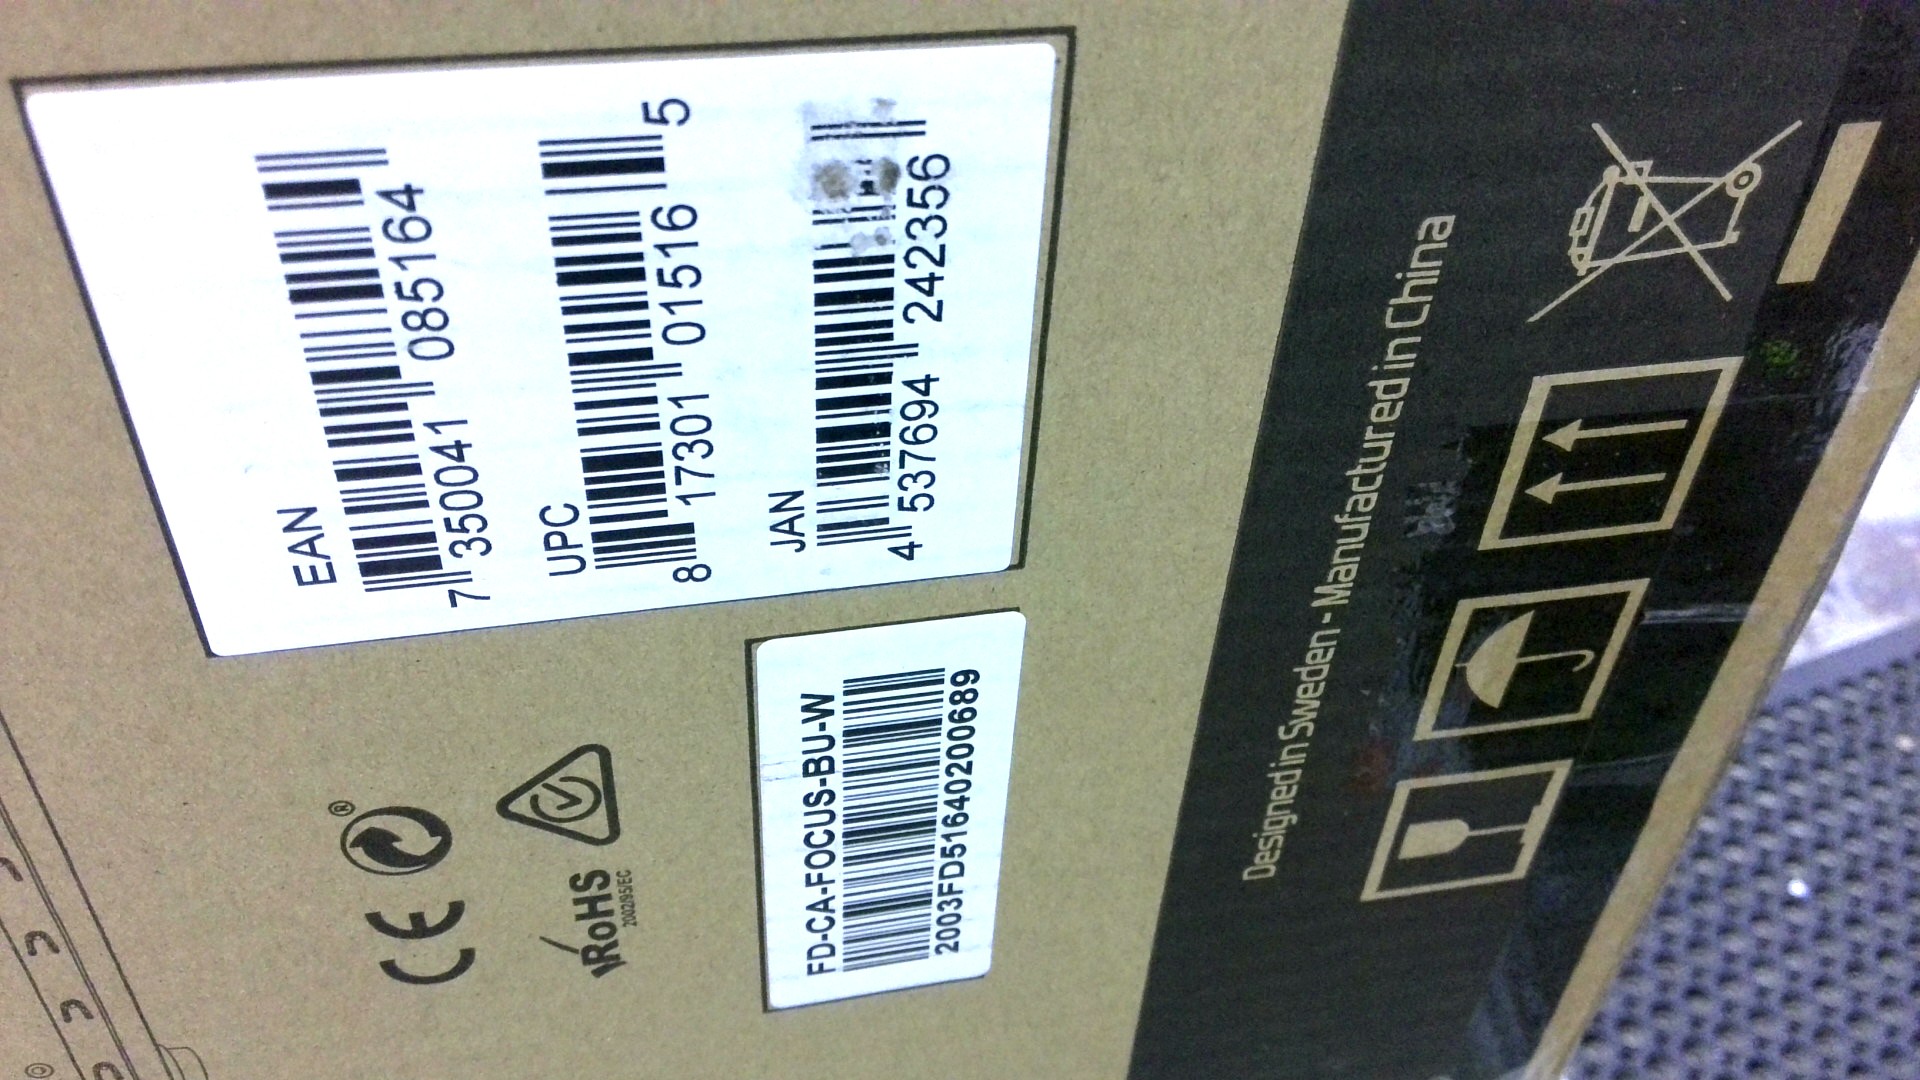 EAN
7 350041 085164
UPC
8 17301 01516 5
JAN
4 537694 242356
CE
®
RoHS
2002/95/EC
FD-CA-FOCUS-BU-W
2003FD5164020200689
Designed in Sweden - Manufactured in China